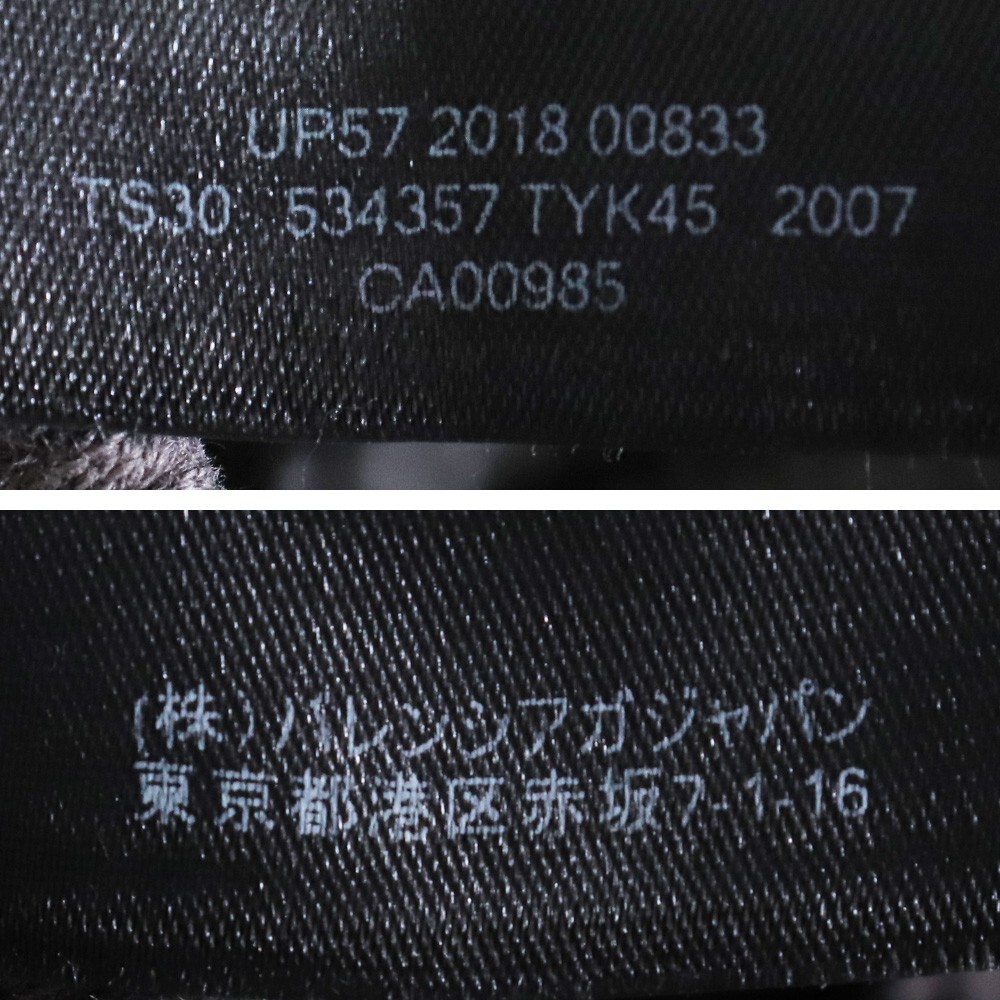 UP57 2018 00833
TS30 534357 TYK45 2007
CA00985
(株)バレンシアガジャパン
東京都港区赤坂7-1-16